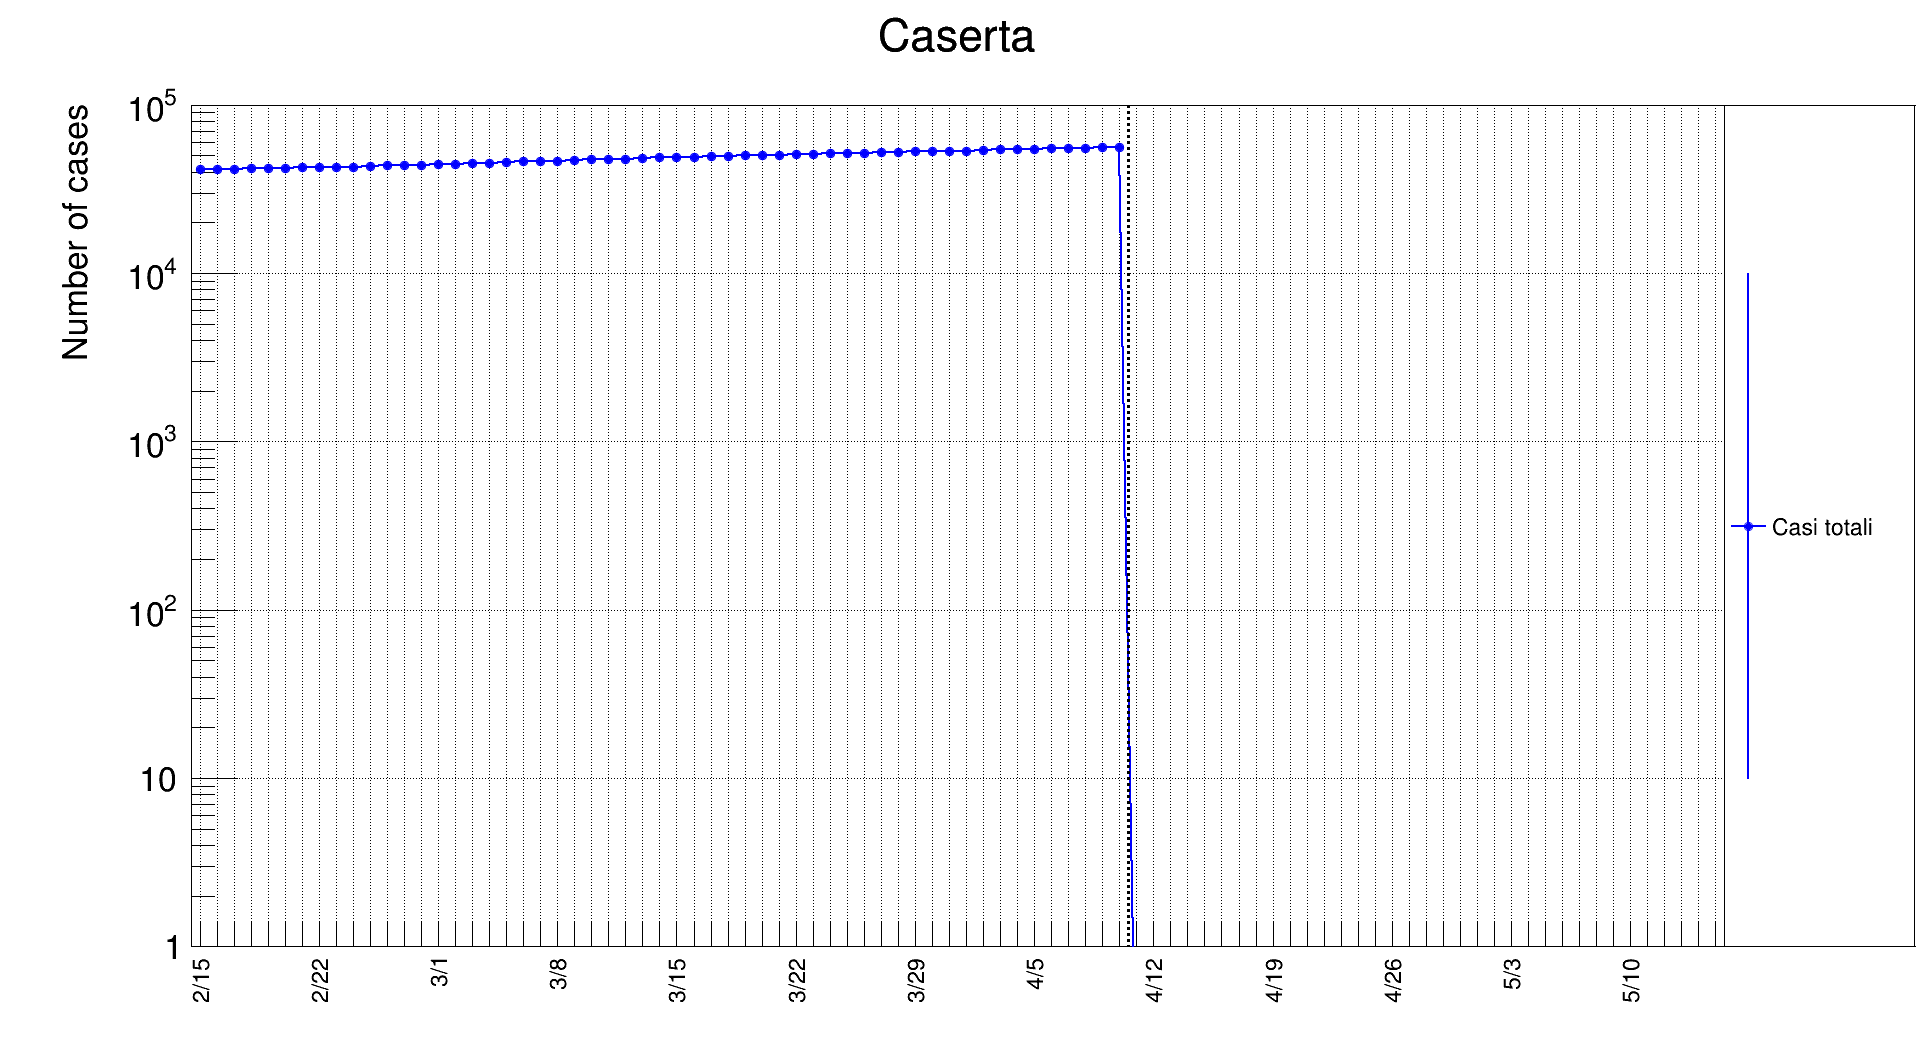 Caserta
Number of cases
10^5
10^4
10^3
10^2
10
1
2/15 2/22 3/1 3/8 3/15 3/22 3/29 4/5 4/12 4/19 4/26 5/3 5/10
Casi totali